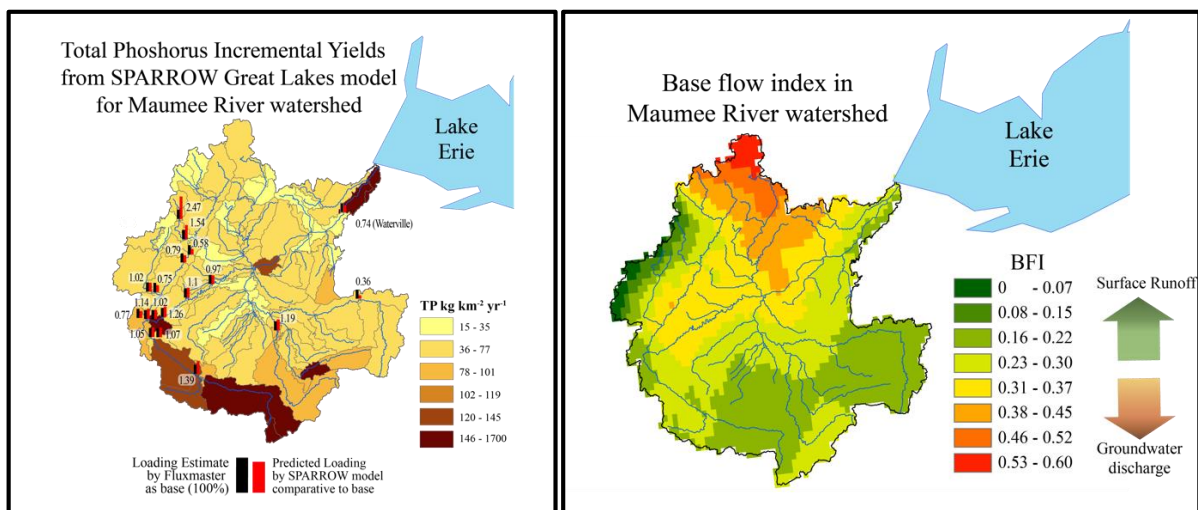 Total Phoshorus Incremental Yields
from SPARROW Great Lakes model
for Maumee River watershed
Lake
Erie
2.47
1.54
0.58
0.79
0.74 (Waterville)
0.97
1.02
0.75
1.1
0.36
1.14
1.02
0.77
1.26
1.19
1.05
1.07
1.39
TP kg km⁻² yr⁻¹
15 - 35
36 - 77
78 - 101
102 - 119
120 - 145
146 - 1700
Loading Estimate
by Fluxmaster
as base (100%)
Predicted Loading
by SPARROW model
comparative to base
Base flow index in
Maumee River watershed
Lake
Erie
BFI
0 - 0.07
0.08 - 0.15
0.16 - 0.22
0.23 - 0.30
0.31 - 0.37
0.38 - 0.45
0.46 - 0.52
0.53 - 0.60
Surface Runoff
Groundwater
discharge